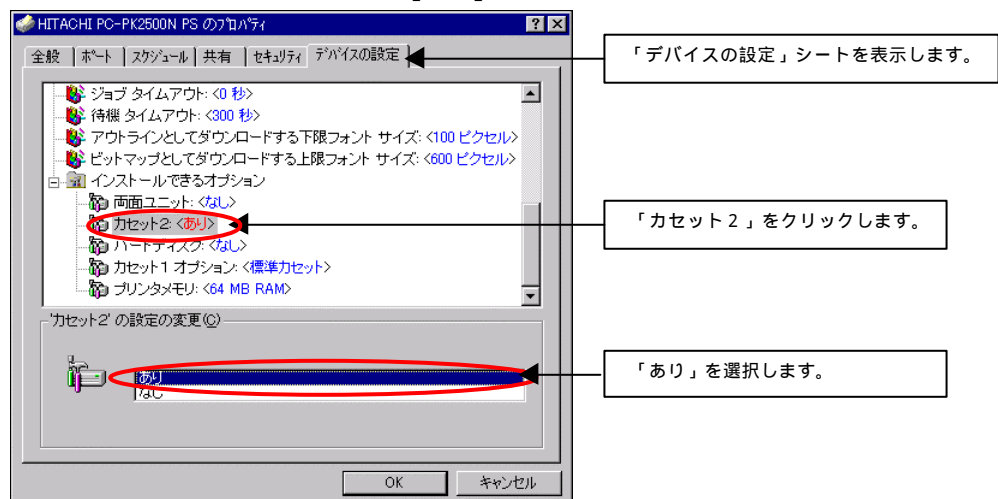 HITACHI PC-PK2500N PS のプロパティ
全般 ポート スケジュール 共有 セキュリティ デバイスの設定
「デバイスの設定」シートを表示します。
ジョブ タイムアウト: <0 秒>
待機 タイムアウト: <300 秒>
アウトラインとしてダウンロードする下限フォント サイズ: <100 ピクセル>
ビットマップとしてダウンロードする上限フォント サイズ: <600 ピクセル>
インストールできるオプション
両面ユニット: <なし>
カセット2: <あり>
「カセット２」をクリックします。
ハードディスク: <なし>
カセット1 オプション: <標準カセット>
プリンタメモリ: <64 MB RAM>
'カセット2' の設定の変更(C)
あり
「あり」を選択します。
なし
OK キャンセル